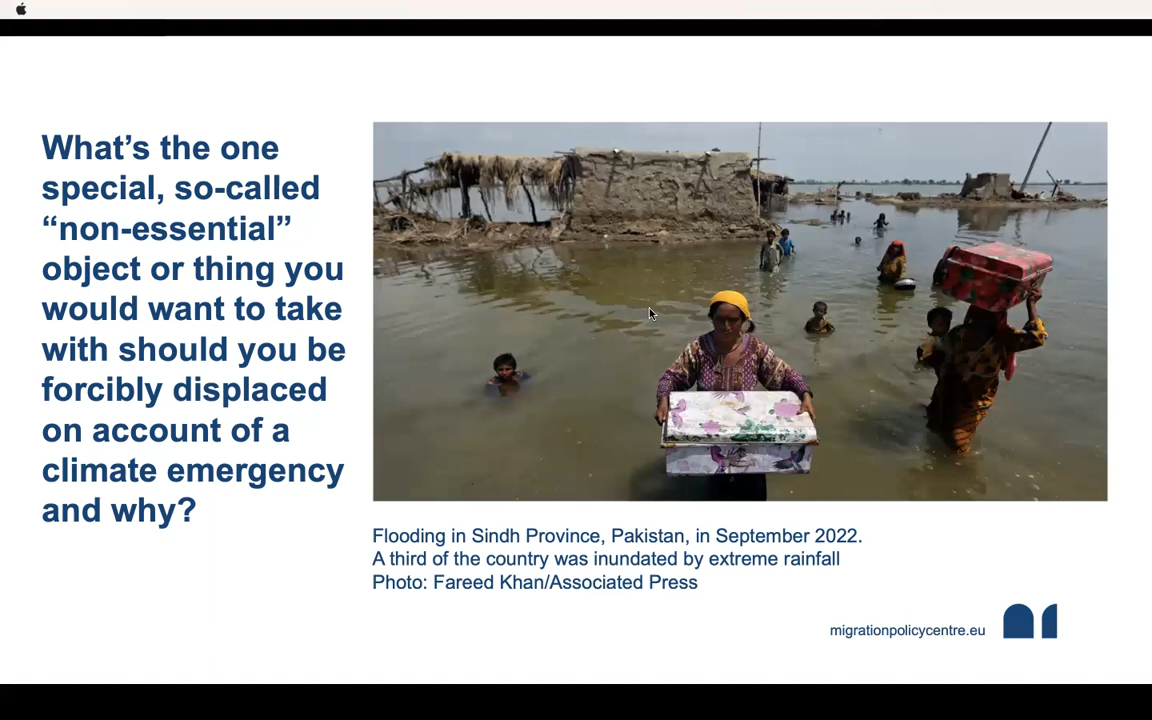 What’s the one
special, so-called
“non-essential”
object or thing you
would want to take
with should you be
forcibly displaced
on account of a
climate emergency
and why?
Flooding in Sindh Province, Pakistan, in September 2022.
A third of the country was inundated by extreme rainfall
Photo: Fareed Khan/Associated Press
migrationpolicycentre.eu